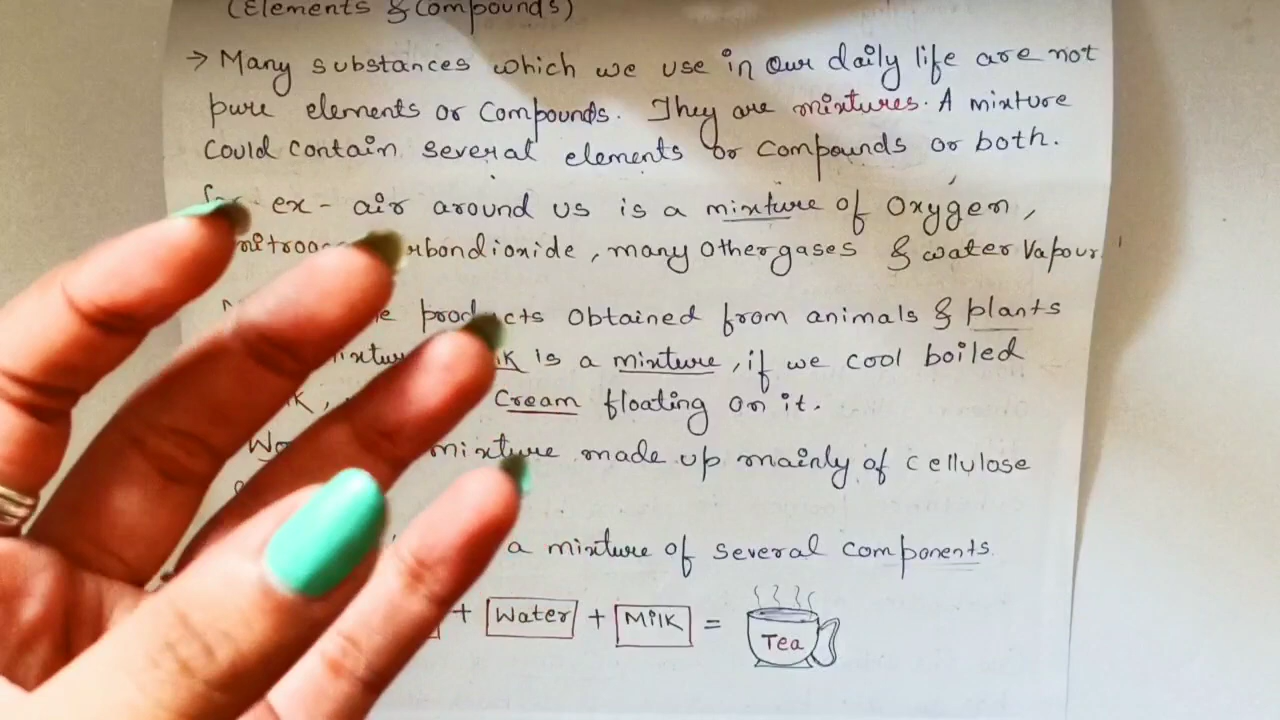 (Elements & Compounds)
→ Many substances which we use in our daily life are not
pure elements or compounds. They are mixtures. A mixture
could contain several elements or compounds or both.
ex - air around us is a mixture of oxygen,
many other gases & water vapour
products obtained from animals & plants
is a mixture, if we cool boiled
Cream floating on it.
mixture made up mainly of cellulose
a mixture of several components.
+ Water + Milk = Tea